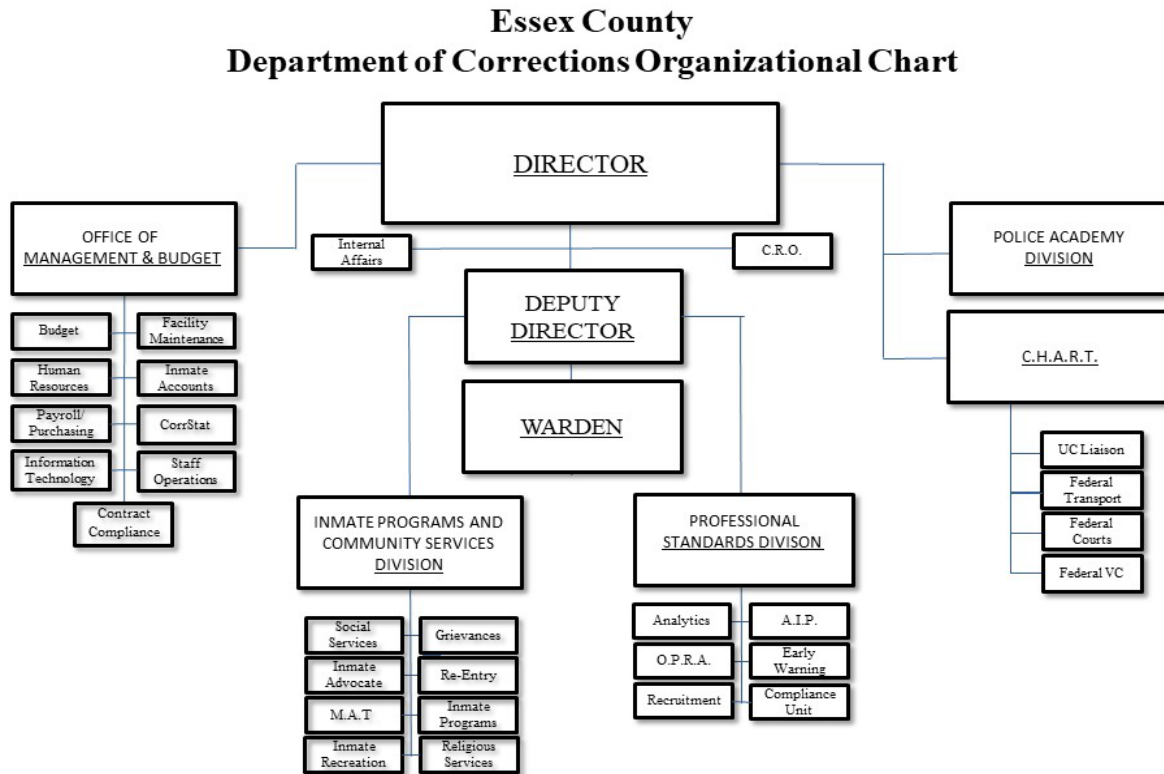 Essex County
Department of Corrections Organizational Chart
DIRECTOR
OFFICE OF
MANAGEMENT & BUDGET
Internal
Affairs
C.R.O.
POLICE ACADEMY
DIVISION
DEPUTY
DIRECTOR
WARDEN
C.H.A.R.T.
Budget
Facility
Maintenance
Human
Resources
Inmate
Accounts
Payroll/
Purchasing
CorrStat
Information
Technology
Staff
Operations
Contract
Compliance
UC Liaison
Federal
Transport
Federal
Courts
Federal VC
INMATE PROGRAMS AND
COMMUNITY SERVICES
DIVISION
PROFESSIONAL
STANDARDS DIVISON
Social
Services
Grievances
Inmate
Advocate
Re-Entry
M.A.T
Inmate
Programs
Inmate
Recreation
Religious
Services
Analytics
A.I.P.
O.P.R.A.
Early
Warning
Recruitment
Compliance
Unit